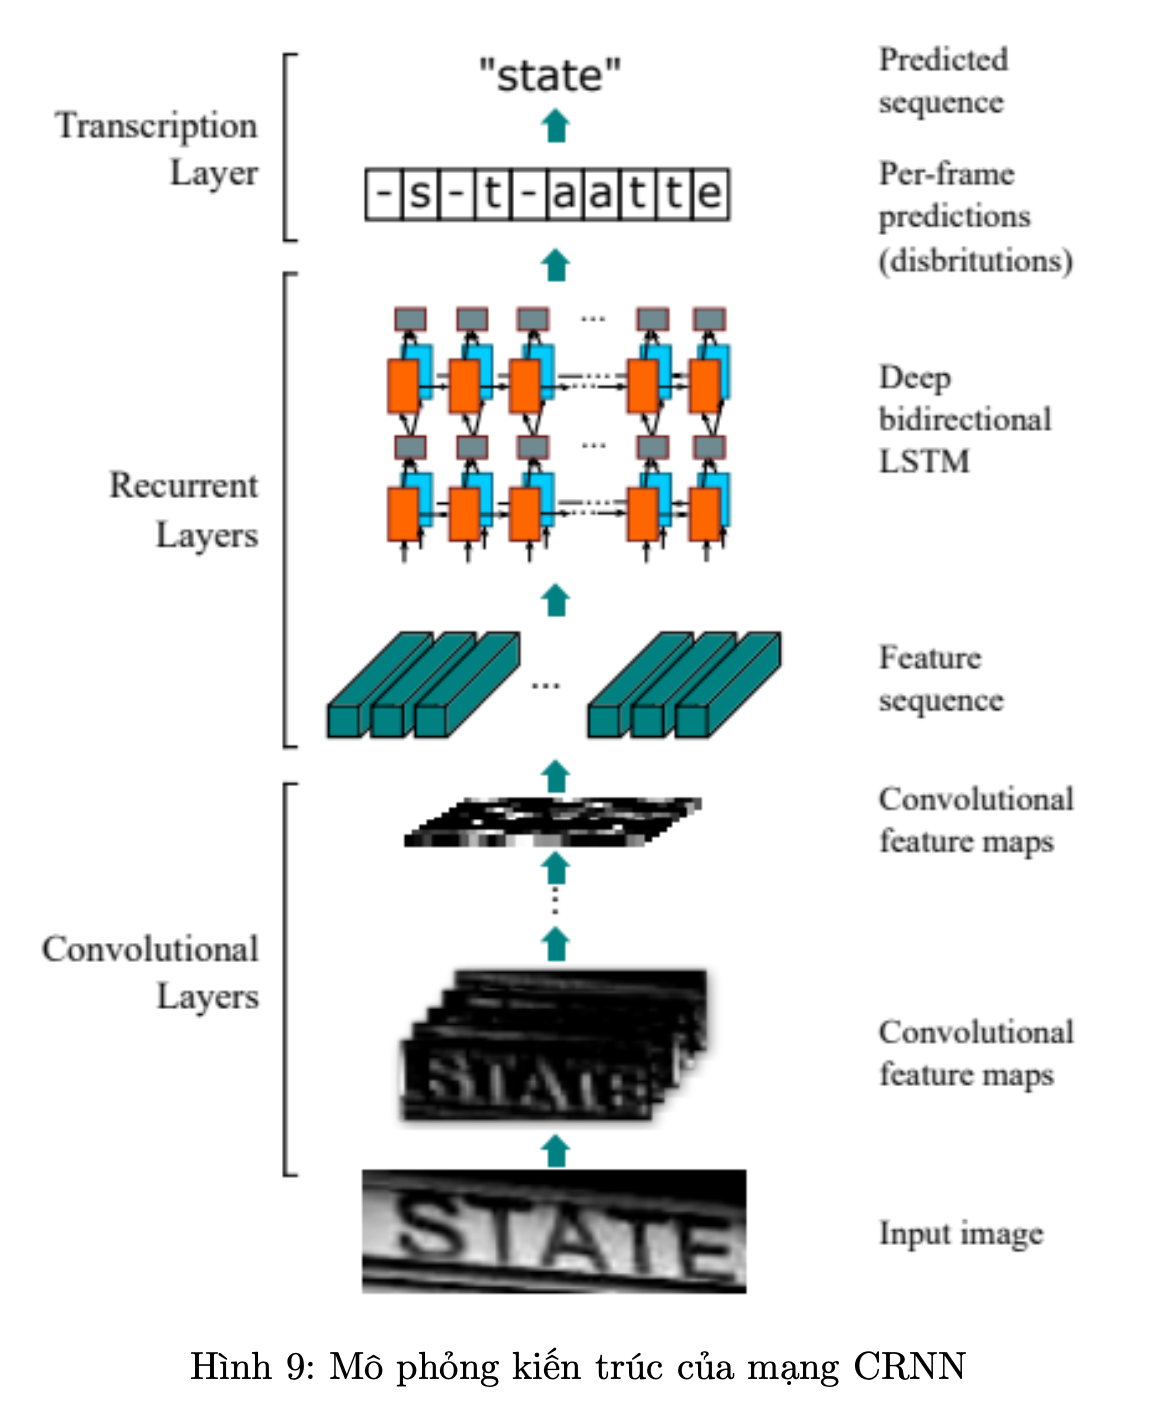 "state"
Predicted
sequence
Transcription
Layer
-s-t-aatte
Per-frame
predictions
(disbritutions)
...
Deep
bidirectional
LSTM
...
Recurrent
Layers
Feature
sequence
...
Convolutional
feature maps
Convolutional
Layers
STATE
Convolutional
feature maps
STATE
Input image
Hình 9: Mô phỏng kiến trúc của mạng CRNN